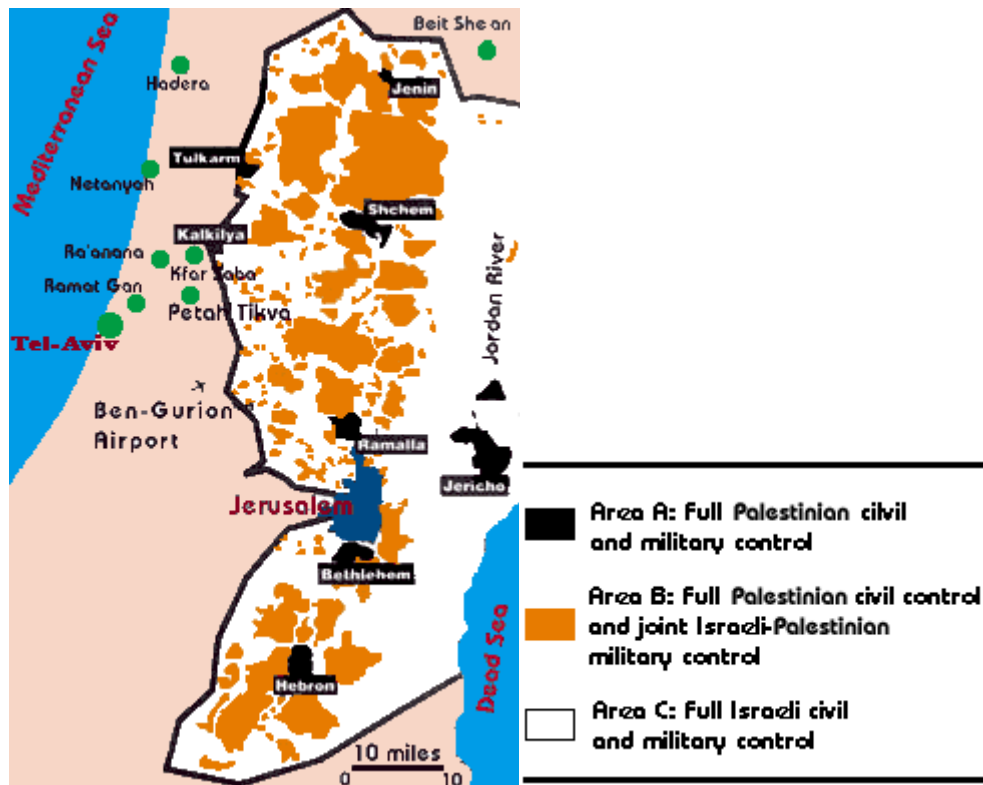 Beit She an
Mediterranean Sea
Hadera
Jenin
Tulkarm
Netanyah
Shchem
Kalkilya
Ra'anana
Kfar Saba
Ramat Gan
Petah Tikva
Tel-Aviv
Jordan River
Ben-Gurion
Airport
Ramalla
Jericho
Jerusalem
Bethlehem
Hebron
Dead Sea
10 miles
0 10
Area A: Full Palestinian cilvil
and military control
Area B: Full Palestinian civil control
and joint Israeli-Palestinian
military control
Area C: Full Israeli civil
and military control